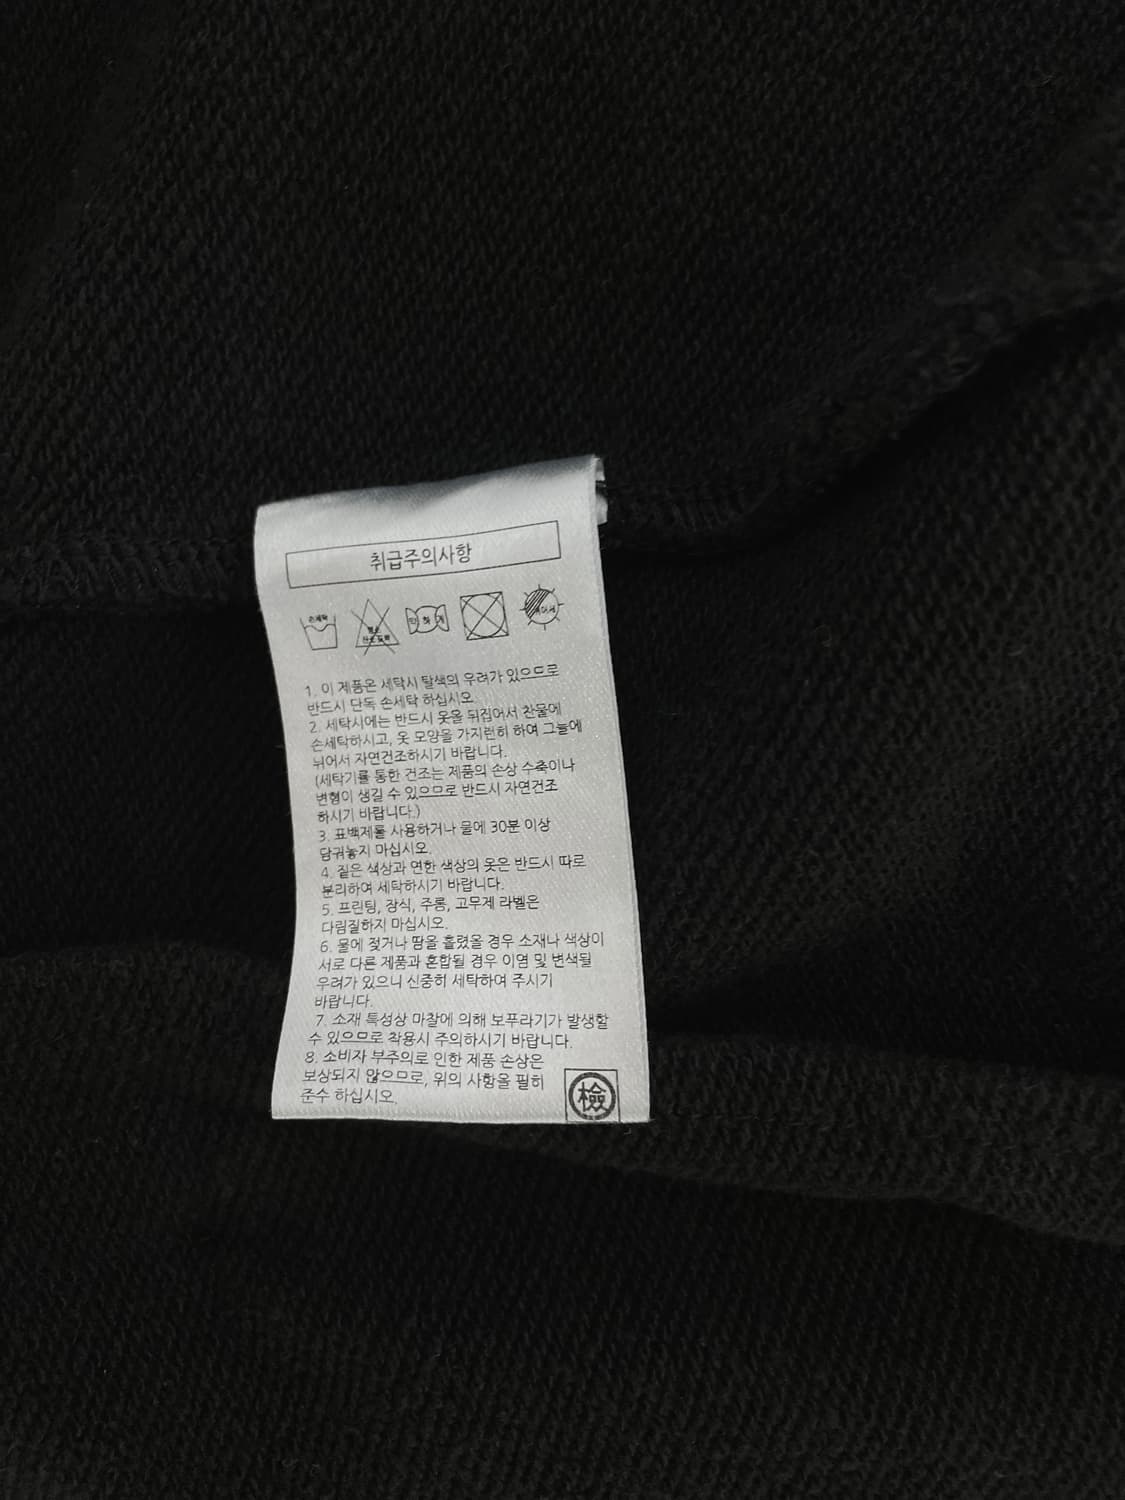 취급주의사항
손세탁
염소
산소표백
약 하 게
뉘어서
1. 이 제품은 세탁시 탈색의 우려가 있으므로
반드시 단독 손세탁 하십시오.
2. 세탁시에는 반드시 옷을 뒤집어서 찬물에
손세탁하시고, 옷 모양을 가지런히 하여 그늘에
뉘어서 자연건조하시기 바랍니다.
(세탁기를 통한 건조는 제품의 손상 수축이나
변형이 생길 수 있으므로 반드시 자연건조
하시기 바랍니다.)
3. 표백제를 사용하거나 물에 30분 이상
담궈놓지 마십시오.
4. 짙은 색상과 연한 색상의 옷은 반드시 따로
분리하여 세탁하시기 바랍니다.
5. 프린팅, 장식, 주름, 고무제 라벨은
다림질하지 마십시오.
6. 물에 젖거나 땀을 흘렸을 경우 소재나 색상이
서로 다른 제품과 혼합될 경우 이염 및 변색될
우려가 있으니 신중히 세탁하여 주시기
바랍니다.
7. 소재 특성상 마찰에 의해 보푸라기가 발생할
수 있으므로 착용시 주의하시기 바랍니다.
8. 소비자 부주의로 인한 제품 손상은
보상되지 않으므로, 위의 사항을 필히
준수 하십시오.
檢